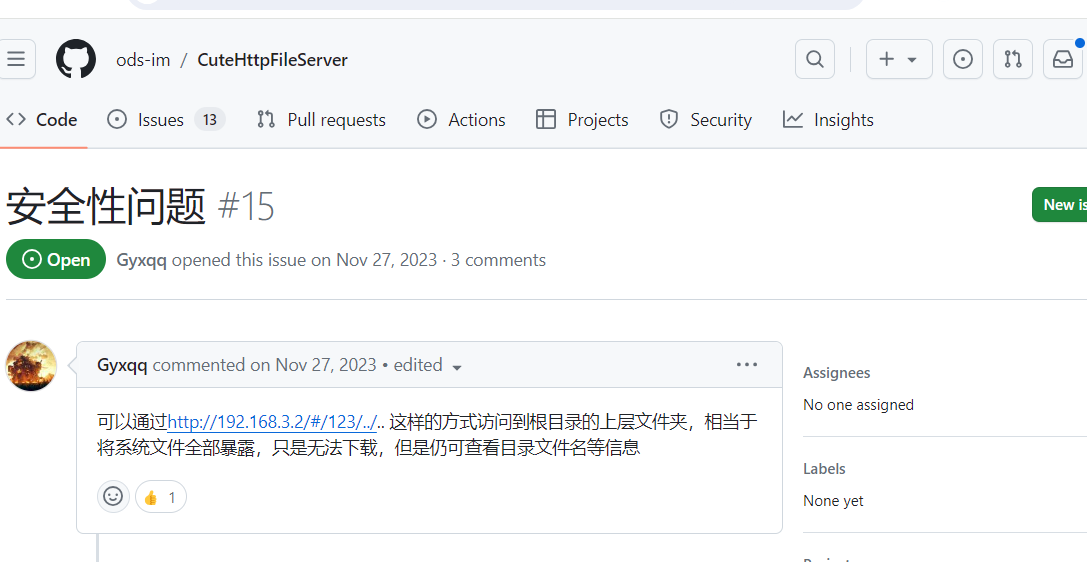 ods-im / CuteHttpFileServer
Code Issues 13 Pull requests Actions Projects Security Insights
安全性问题 #15
New is
Open Gyxqq opened this issue on Nov 27, 2023 · 3 comments
Gyxqq commented on Nov 27, 2023 • edited
可以通过http://192.168.3.2/#/123/../.. 这样的方式访问到根目录的上层文件夹，相当于
将系统文件全部暴露，只是无法下载，但是仍可查看目录文件名等信息
👍 1
Assignees
No one assigned
Labels
None yet